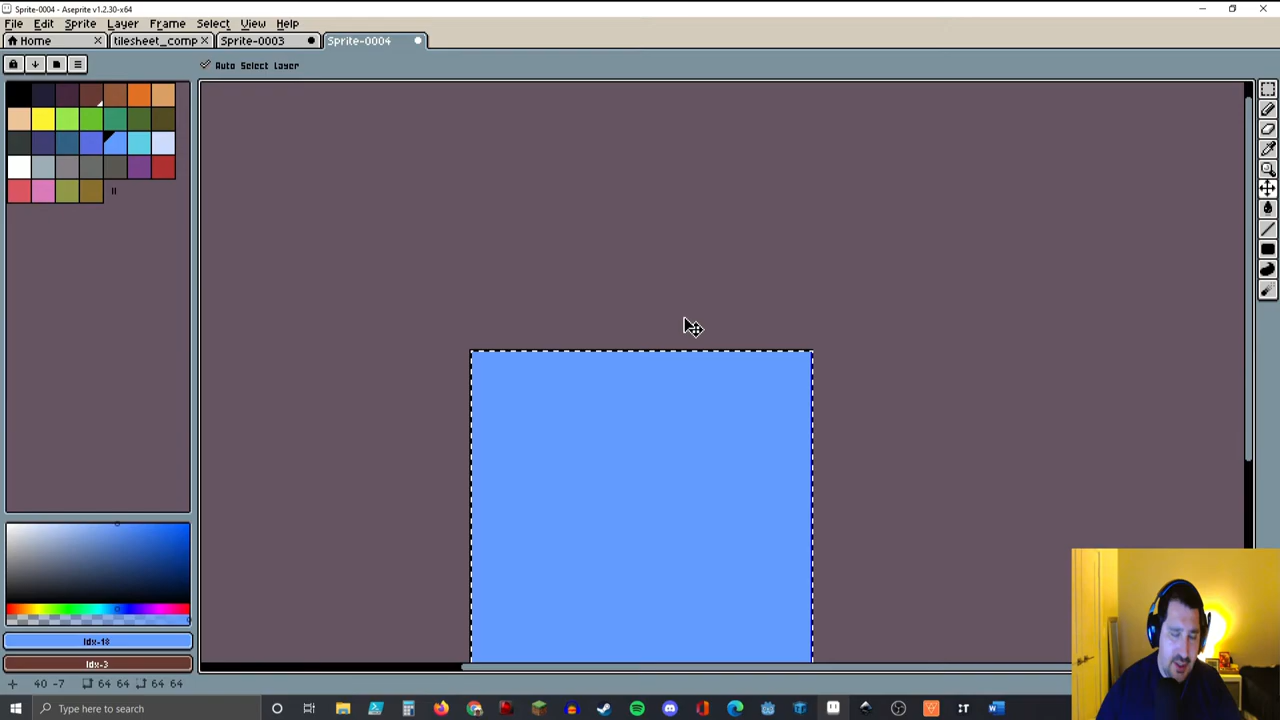 Sprite-0004 - Aseprite v1.2.30-x64
File Edit Sprite Layer Frame Select View Help
Home tilesheet_comp Sprite-0003 Sprite-0004
Auto Select Layer
Idx-18
Idx-3
40 -7 64 64 64 64
Type here to search